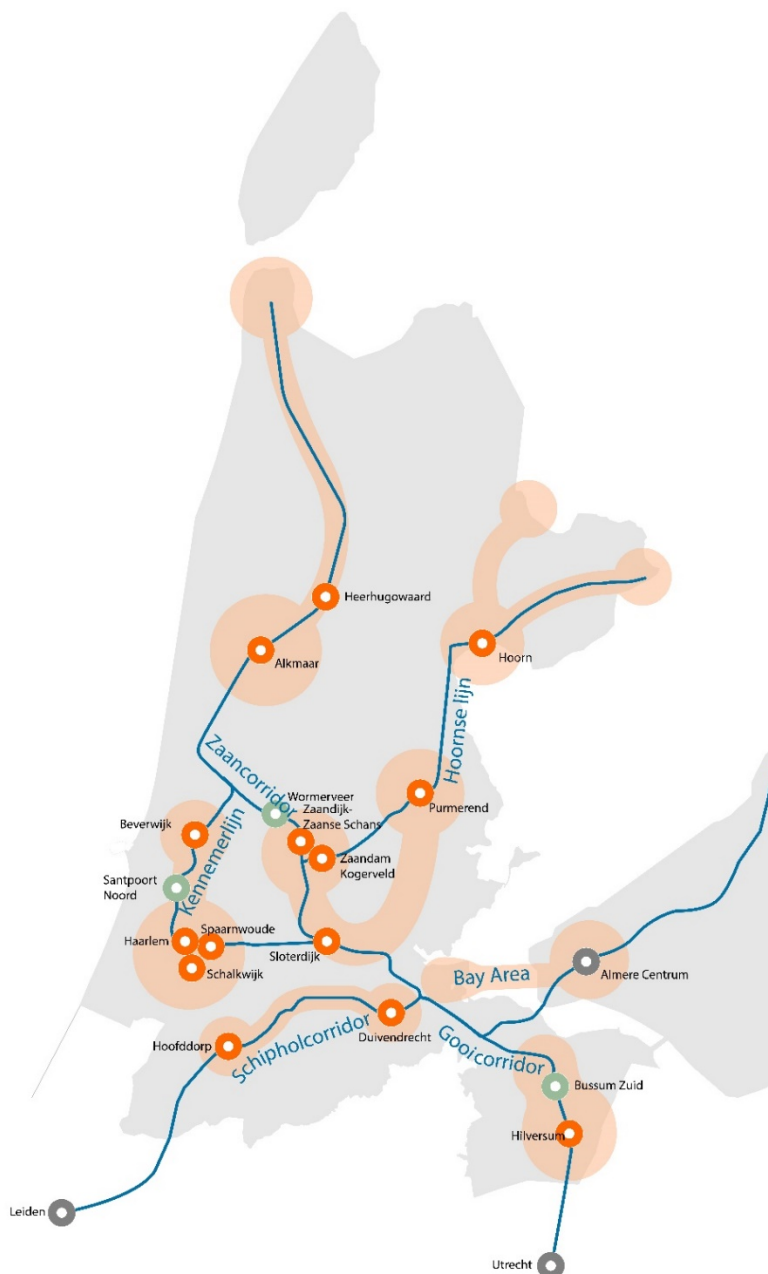 Heerhugowaard
Alkmaar
Hoorn
Hoornse lijn
Zaancorridor
Wormerveer
Zaandijk-
Zaanse Schans
Purmerend
Beverwijk
Kennemerlijn
Zaandam
Kogerveld
Santpoort
Noord
Spaarnwoude
Haarlem
Sloterdijk
Schalkwijk
Bay Area
Almere Centrum
Duivendrecht
Hoofddorp
Schipholcorridor
Gooicorridor
Bussum Zuid
Hilversum
Leiden
Utrecht